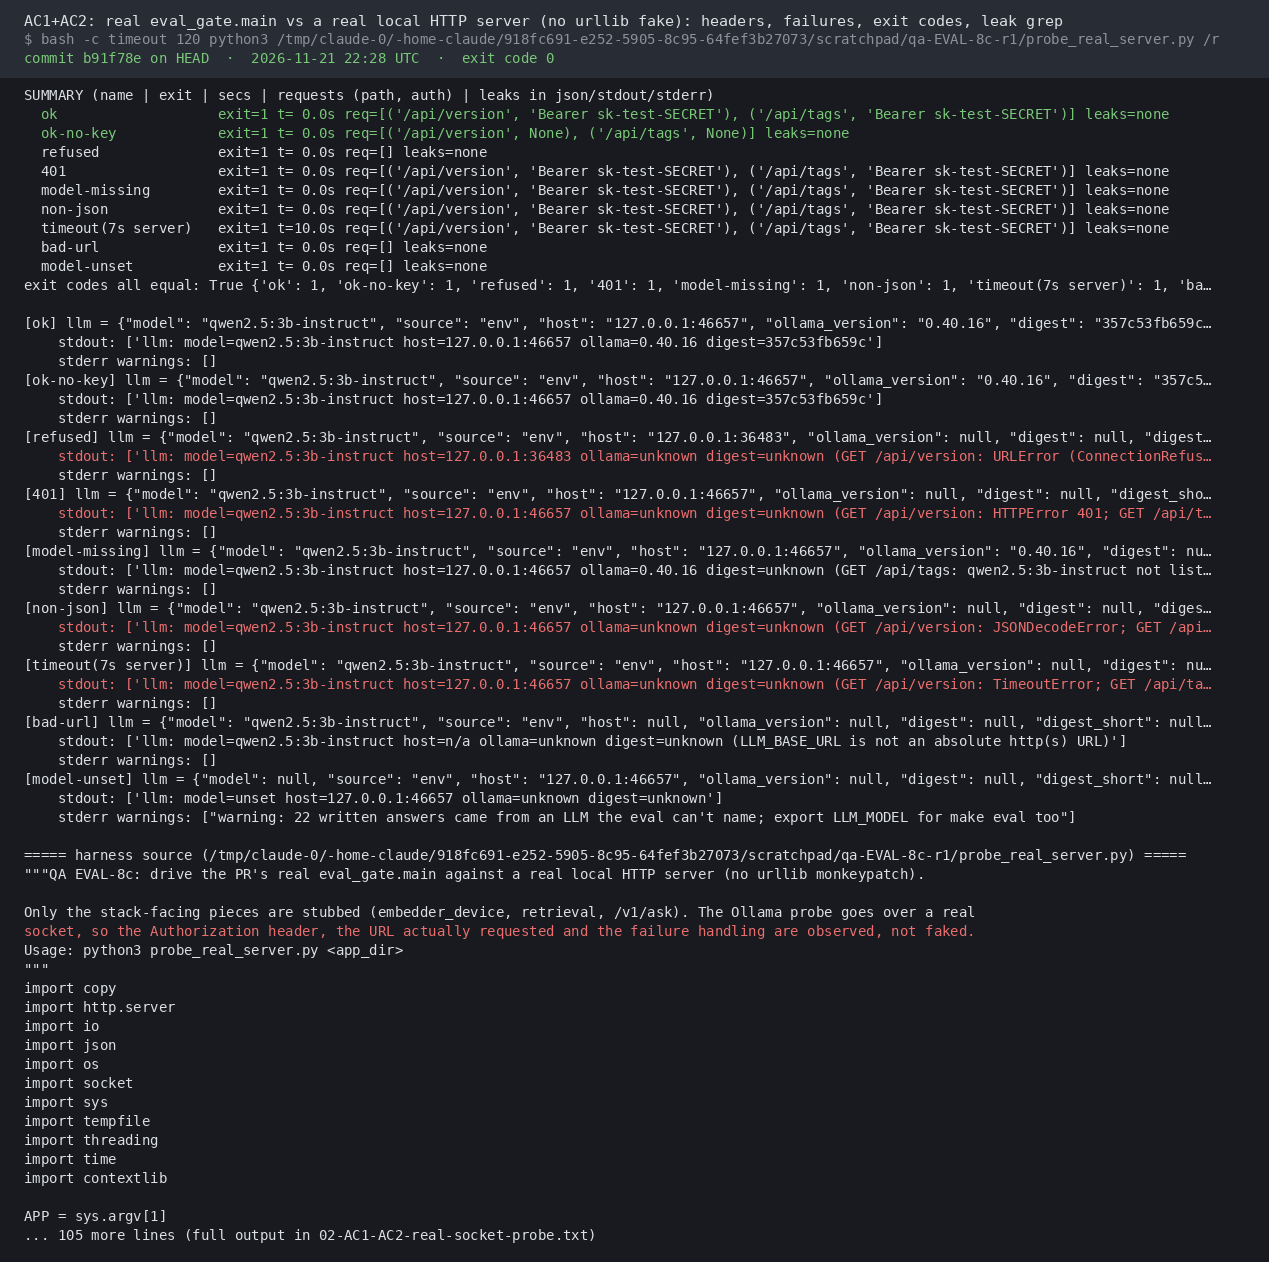 AC1+AC2: real eval_gate.main vs a real local HTTP server (no urllib fake): headers, failures, exit codes, leak grep
$ bash -c timeout 120 python3 /tmp/claude-0/-home-claude/918fc691-e252-5905-8c95-64fef3b27073/scratchpad/qa-EVAL-8c-r1/probe_real_server.py /r
commit b91f78e on HEAD  ·  2026-11-21 22:28 UTC  ·  exit code 0
SUMMARY (name | exit | secs | requests (path, auth) | leaks in json/stdout/stderr)
  ok                   exit=1 t= 0.0s req=[('/api/version', 'Bearer sk-test-SECRET'), ('/api/tags', 'Bearer sk-test-SECRET')] leaks=none
  ok-no-key            exit=1 t= 0.0s req=[('/api/version', None), ('/api/tags', None)] leaks=none
  refused              exit=1 t= 0.0s req=[] leaks=none
  401                  exit=1 t= 0.0s req=[('/api/version', 'Bearer sk-test-SECRET'), ('/api/tags', 'Bearer sk-test-SECRET')] leaks=none
  model-missing        exit=1 t= 0.0s req=[('/api/version', 'Bearer sk-test-SECRET'), ('/api/tags', 'Bearer sk-test-SECRET')] leaks=none
  non-json             exit=1 t= 0.0s req=[('/api/version', 'Bearer sk-test-SECRET'), ('/api/tags', 'Bearer sk-test-SECRET')] leaks=none
  timeout(7s server)   exit=1 t=10.0s req=[('/api/version', 'Bearer sk-test-SECRET'), ('/api/tags', 'Bearer sk-test-SECRET')] leaks=none
  bad-url              exit=1 t= 0.0s req=[] leaks=none
  model-unset          exit=1 t= 0.0s req=[] leaks=none
exit codes all equal: True {'ok': 1, 'ok-no-key': 1, 'refused': 1, '401': 1, 'model-missing': 1, 'non-json': 1, 'timeout(7s server)': 1, 'ba…
[ok] llm = {"model": "qwen2.5:3b-instruct", "source": "env", "host": "127.0.0.1:46657", "ollama_version": "0.40.16", "digest": "357c53fb659c…
    stdout: ['llm: model=qwen2.5:3b-instruct host=127.0.0.1:46657 ollama=0.40.16 digest=357c53fb659c']
    stderr warnings: []
[ok-no-key] llm = {"model": "qwen2.5:3b-instruct", "source": "env", "host": "127.0.0.1:46657", "ollama_version": "0.40.16", "digest": "357c5…
    stdout: ['llm: model=qwen2.5:3b-instruct host=127.0.0.1:46657 ollama=0.40.16 digest=357c53fb659c']
    stderr warnings: []
[refused] llm = {"model": "qwen2.5:3b-instruct", "source": "env", "host": "127.0.0.1:36483", "ollama_version": null, "digest": null, "digest…
    stdout: ['llm: model=qwen2.5:3b-instruct host=127.0.0.1:36483 ollama=unknown digest=unknown (GET /api/version: URLError (ConnectionRefus…
    stderr warnings: []
[401] llm = {"model": "qwen2.5:3b-instruct", "source": "env", "host": "127.0.0.1:46657", "ollama_version": null, "digest": null, "digest_sho…
    stdout: ['llm: model=qwen2.5:3b-instruct host=127.0.0.1:46657 ollama=unknown digest=unknown (GET /api/version: HTTPError 401; GET /api/t…
    stderr warnings: []
[model-missing] llm = {"model": "qwen2.5:3b-instruct", "source": "env", "host": "127.0.0.1:46657", "ollama_version": "0.40.16", "digest": nu…
    stdout: ['llm: model=qwen2.5:3b-instruct host=127.0.0.1:46657 ollama=0.40.16 digest=unknown (GET /api/tags: qwen2.5:3b-instruct not list…
    stderr warnings: []
[non-json] llm = {"model": "qwen2.5:3b-instruct", "source": "env", "host": "127.0.0.1:46657", "ollama_version": null, "digest": null, "diges…
    stdout: ['llm: model=qwen2.5:3b-instruct host=127.0.0.1:46657 ollama=unknown digest=unknown (GET /api/version: JSONDecodeError; GET /api…
    stderr warnings: []
[timeout(7s server)] llm = {"model": "qwen2.5:3b-instruct", "source": "env", "host": "127.0.0.1:46657", "ollama_version": null, "digest": nu…
    stdout: ['llm: model=qwen2.5:3b-instruct host=127.0.0.1:46657 ollama=unknown digest=unknown (GET /api/version: TimeoutError; GET /api/ta…
    stderr warnings: []
[bad-url] llm = {"model": "qwen2.5:3b-instruct", "source": "env", "host": null, "ollama_version": null, "digest": null, "digest_short": null…
    stdout: ['llm: model=qwen2.5:3b-instruct host=n/a ollama=unknown digest=unknown (LLM_BASE_URL is not an absolute http(s) URL)']
    stderr warnings: []
[model-unset] llm = {"model": null, "source": "env", "host": "127.0.0.1:46657", "ollama_version": null, "digest": null, "digest_short": null…
    stdout: ['llm: model=unset host=127.0.0.1:46657 ollama=unknown digest=unknown']
    stderr warnings: ["warning: 22 written answers came from an LLM the eval can't name; export LLM_MODEL for make eval too"]
===== harness source (/tmp/claude-0/-home-claude/918fc691-e252-5905-8c95-64fef3b27073/scratchpad/qa-EVAL-8c-r1/probe_real_server.py) =====
"""QA EVAL-8c: drive the PR's real eval_gate.main against a real local HTTP server (no urllib monkeypatch).
Only the stack-facing pieces are stubbed (embedder_device, retrieval, /v1/ask). The Ollama probe goes over a real
socket, so the Authorization header, the URL actually requested and the failure handling are observed, not faked.
Usage: python3 probe_real_server.py <app_dir>
"""
import copy
import http.server
import io
import json
import os
import socket
import sys
import tempfile
import threading
import time
import contextlib
APP = sys.argv[1]
... 105 more lines (full output in 02-AC1-AC2-real-socket-probe.txt)